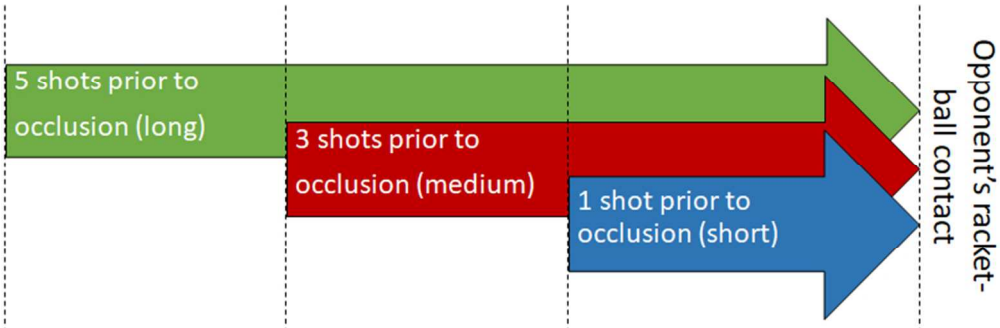 5 shots prior to
occlusion (long)
3 shots prior to
occlusion (medium)
1 shot prior to
occlusion (short)
Opponent's racket-
ball contact